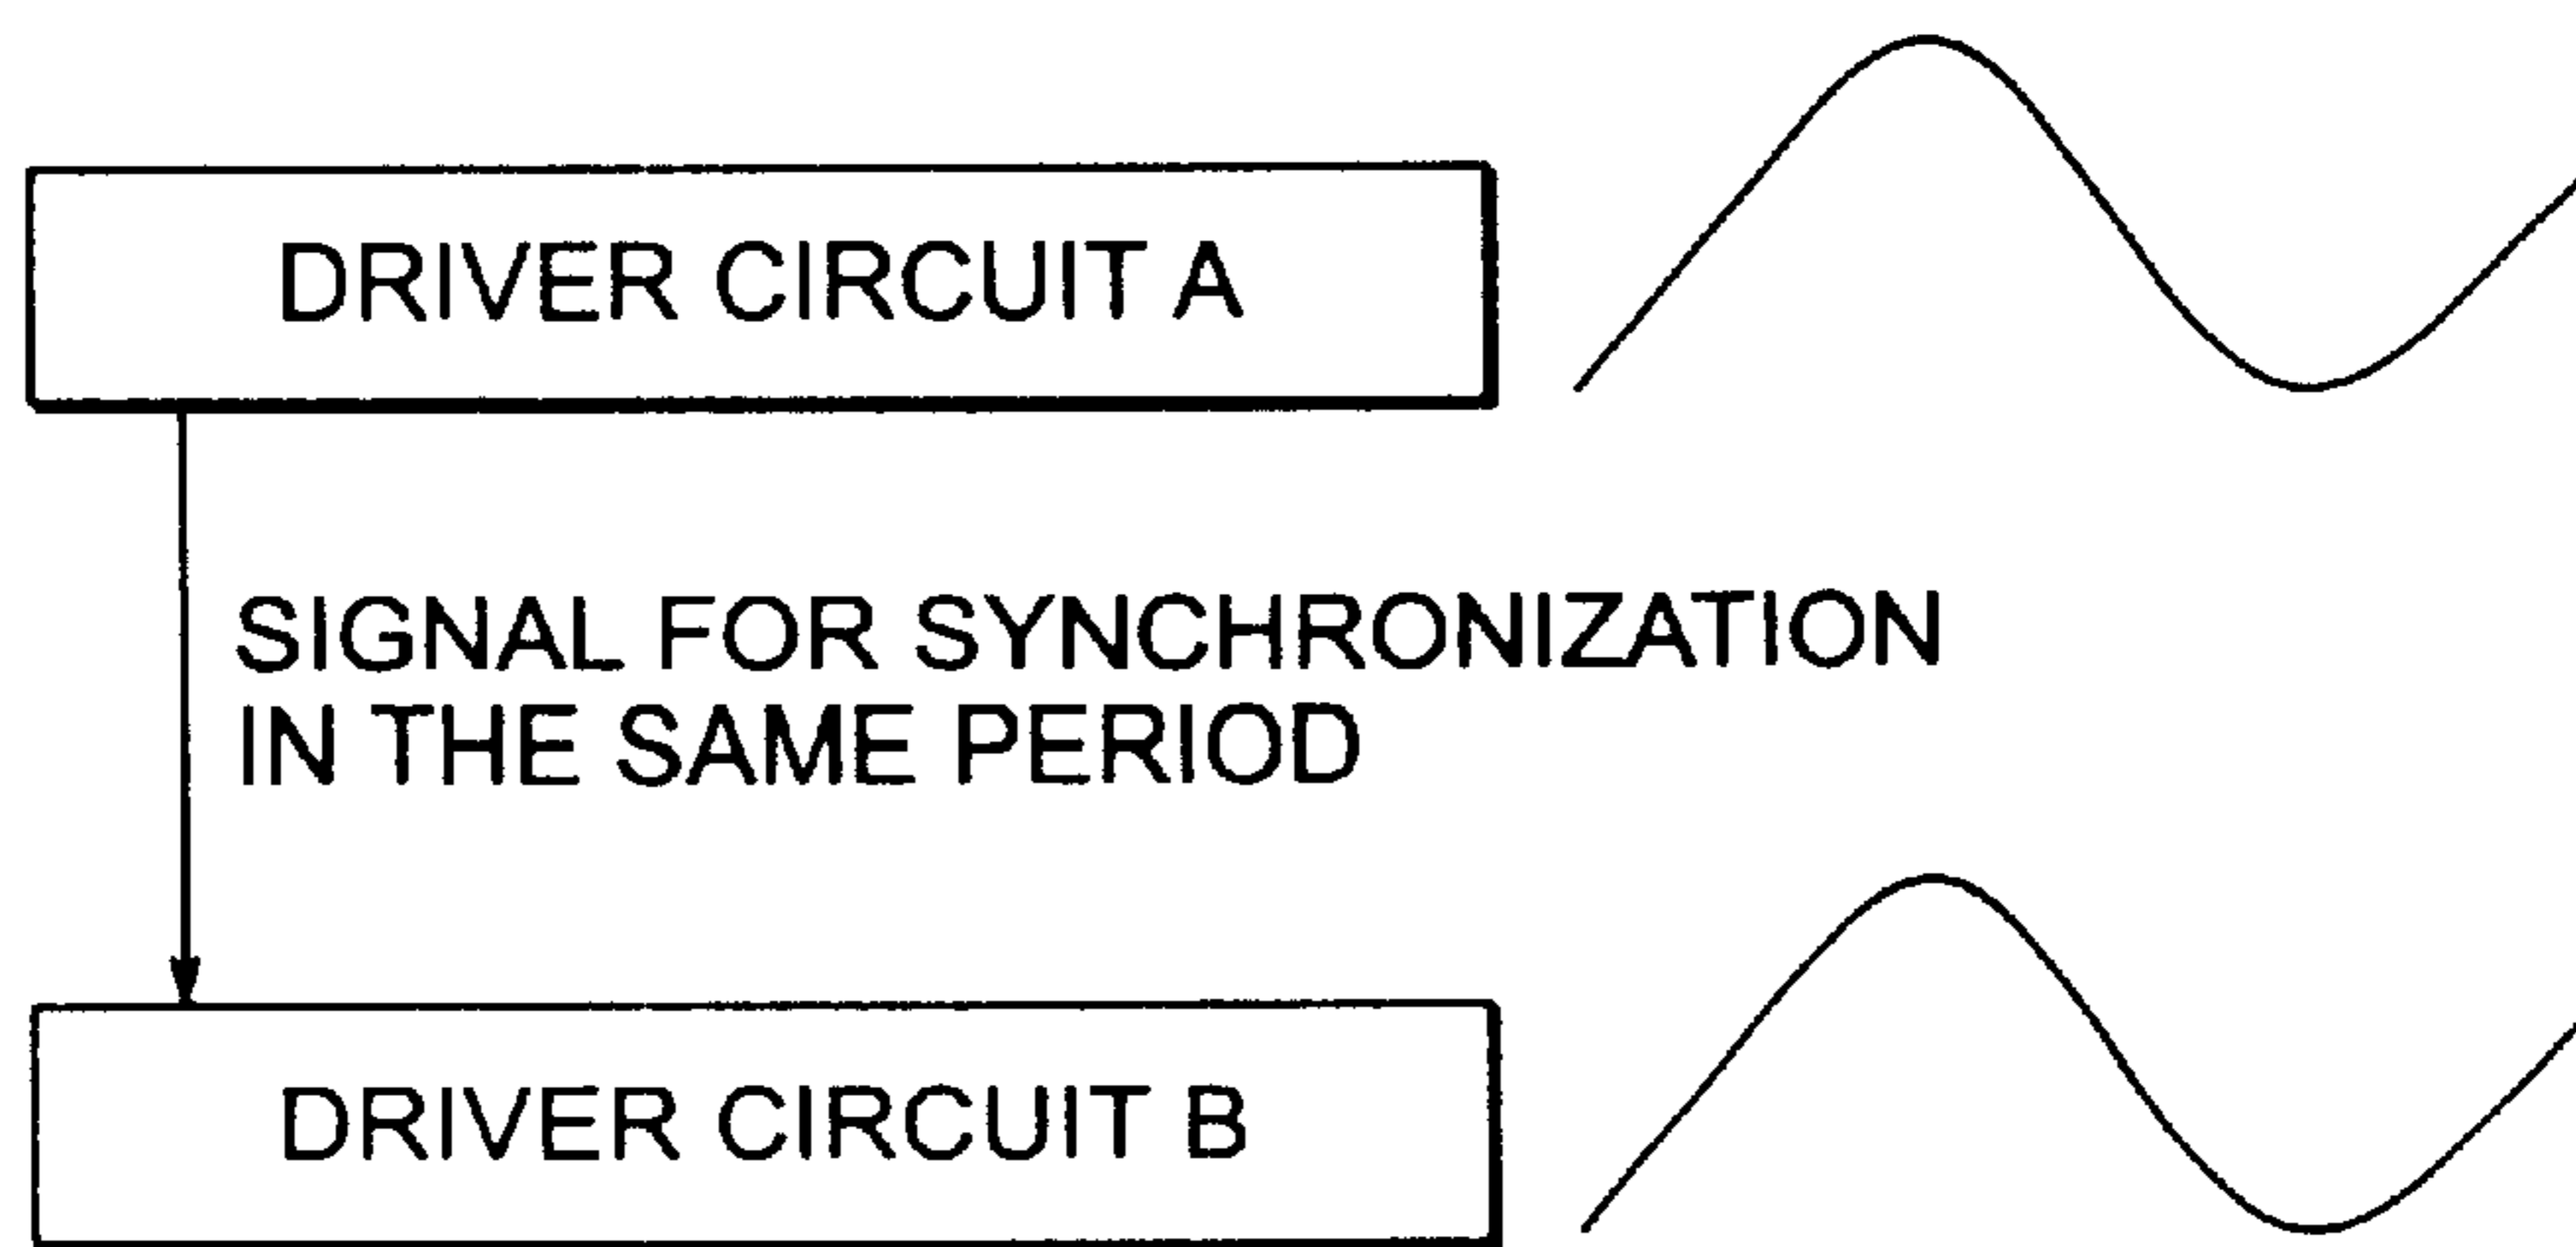 DRIVER CIRCUIT A
SIGNAL FOR SYNCHRONIZATION
IN THE SAME PERIOD
DRIVER CIRCUIT B